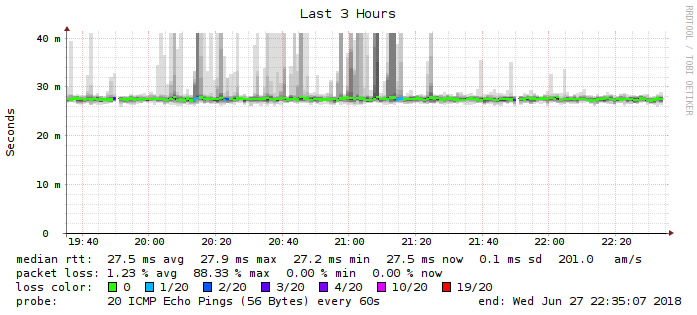 Last 3 Hours
RRDTOOL / TOBI OETIKER
Seconds
40 m
30 m
20 m
10 m
0
19:40 20:00 20:20 20:40 21:00 21:20 21:40 22:00 22:20
median rtt: 27.5 ms avg 27.9 ms max 27.2 ms min 27.5 ms now 0.1 ms sd 201.0 am/s
packet loss: 1.23 % avg 88.33 % max 0.00 % min 0.00 % now
loss color: 0 1/20 2/20 3/20 4/20 10/20 19/20
probe: 20 ICMP Echo Pings (56 Bytes) every 60s end: Wed Jun 27 22:35:07 2018